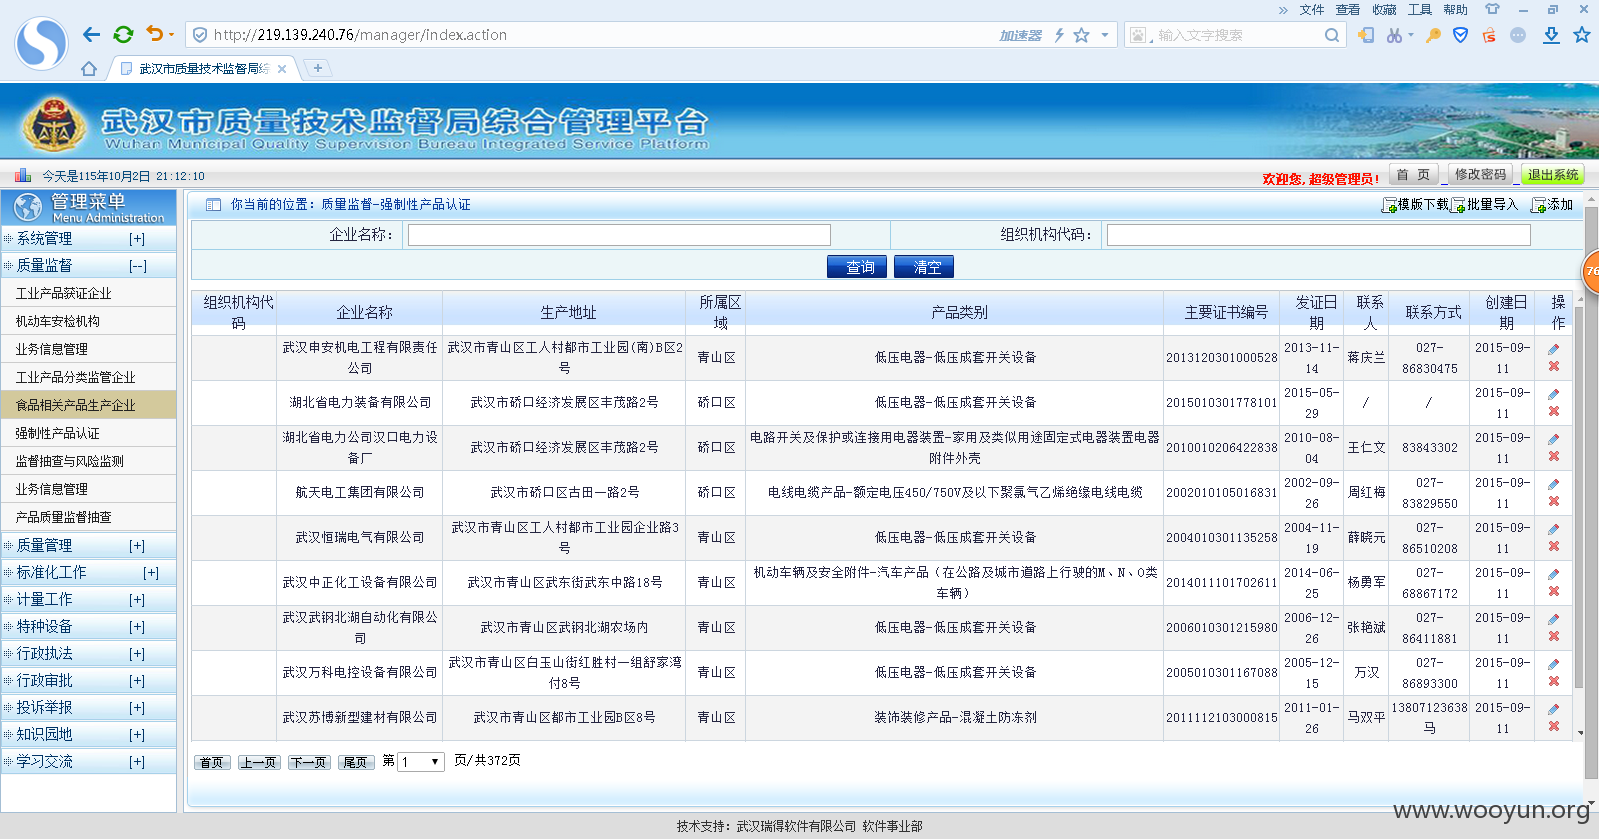 » 文件 查看 收藏 工具 帮助
http://219.139.240.76/manager/index.action 加速器 输入文字搜索
武汉市质量技术监督局综
武汉市质量技术监督局综合管理平台
Wuhan Municipal Quality Supervision Bureau Integrated Service Platform
今天是115年10月2日 21:12:10
欢迎您,超级管理员! 首 页 修改密码 退出系统
管理菜单
Menu Administration
系统管理 [+]
质量监督 [--]
工业产品获证企业
机动车安检机构
业务信息管理
工业产品分类监管企业
食品相关产品生产企业
强制性产品认证
监督抽查与风险监测
业务信息管理
产品质量监督抽查
质量管理 [+]
标准化工作 [+]
计量工作 [+]
特种设备 [+]
行政执法 [+]
行政审批 [+]
投诉举报 [+]
知识园地 [+]
学习交流 [+]
你当前的位置：质量监督-强制性产品认证 模版下载 批量导入 添加
企业名称： 组织机构代码：
查询 清空
76
组织机构代码 企业名称 生产地址 所属区域 产品类别 主要证书编号 发证日期 联系人 联系方式 创建日期 操作
武汉申安机电工程有限责任公司 武汉市青山区工人村都市工业园(南)B区2号 青山区 低压电器-低压成套开关设备 2013120301000528 2013-11-14 蒋庆兰 027-86830475 2015-09-11
湖北省电力装备有限公司 武汉市硚口经济发展区丰茂路2号 硚口区 低压电器-低压成套开关设备 2015010301778101 2015-05-29 / / 2015-09-11
湖北省电力公司汉口电力设备厂 武汉市硚口经济发展区丰茂路2号 硚口区 电路开关及保护或连接用电器装置-家用及类似用途固定式电器装置电器附件外壳 2010010206422838 2010-08-04 王仁文 83843302 2015-09-11
航天电工集团有限公司 武汉市硚口区古田一路2号 硚口区 电线电缆产品-额定电压450/750V及以下聚氯气乙烯绝缘电线电缆 2002010105016831 2002-09-26 周红梅 027-83829550 2015-09-11
武汉恒瑞电气有限公司 武汉市青山区工人村都市工业园企业路3号 青山区 低压电器-低压成套开关设备 2004010301135258 2004-11-19 薛晓元 027-86510208 2015-09-11
武汉中正化工设备有限公司 武汉市青山区武东街武东中路18号 青山区 机动车辆及安全附件-汽车产品（在公路及城市道路上行驶的M、N、O类车辆） 2014011101702611 2014-06-25 杨勇军 027-68867172 2015-09-11
武汉武钢北湖自动化有限公司 武汉市青山区武钢北湖农场内 青山区 低压电器-低压成套开关设备 2006010301215980 2006-12-26 张艳斌 027-86411881 2015-09-11
武汉万科电控设备有限公司 武汉市青山区白玉山街红胜村一组舒家湾付8号 青山区 低压电器-低压成套开关设备 2005010301167088 2005-12-15 万汉 027-86893300 2015-09-11
武汉苏博新型建材有限公司 武汉市青山区都市工业园B区8号 青山区 装饰装修产品-混凝土防冻剂 2011112103000815 2011-01-26 马双平 13807123638马 2015-09-11
首页 上一页 下一页 尾页 第 1 页/共372页
www.wooyun.org
技术支持：武汉瑞得软件有限公司 软件事业部